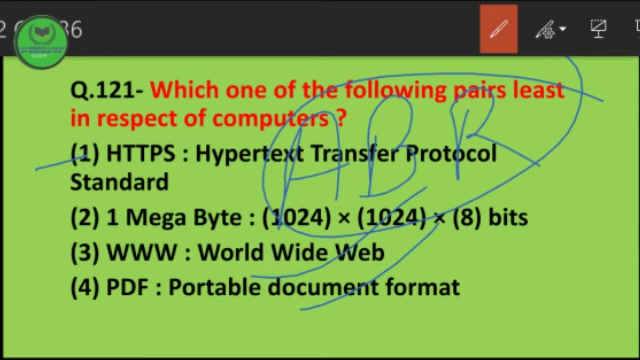 36
Q.121- Which one of the following pairs least
in respect of computers ?
(1) HTTPS : Hypertext Transfer Protocol
Standard
(2) 1 Mega Byte : (1024) × (1024) × (8) bits
(3) WWW : World Wide Web
(4) PDF : Portable document format
ABR